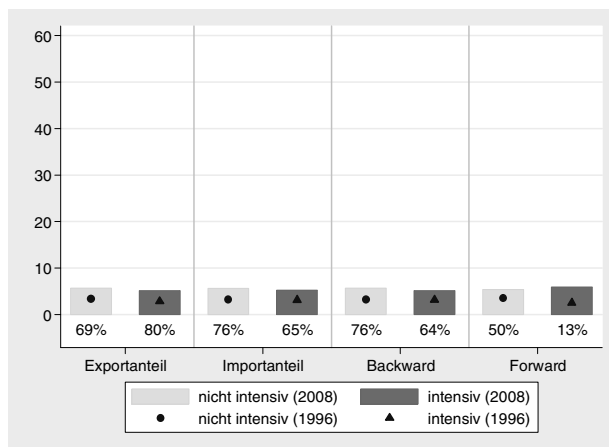 60
50
40
30
20
10
0
69% 80% 76% 65% 76% 64% 50% 13%
Exportanteil Importanteil Backward Forward
nicht intensiv (2008) intensiv (2008)
nicht intensiv (1996) intensiv (1996)